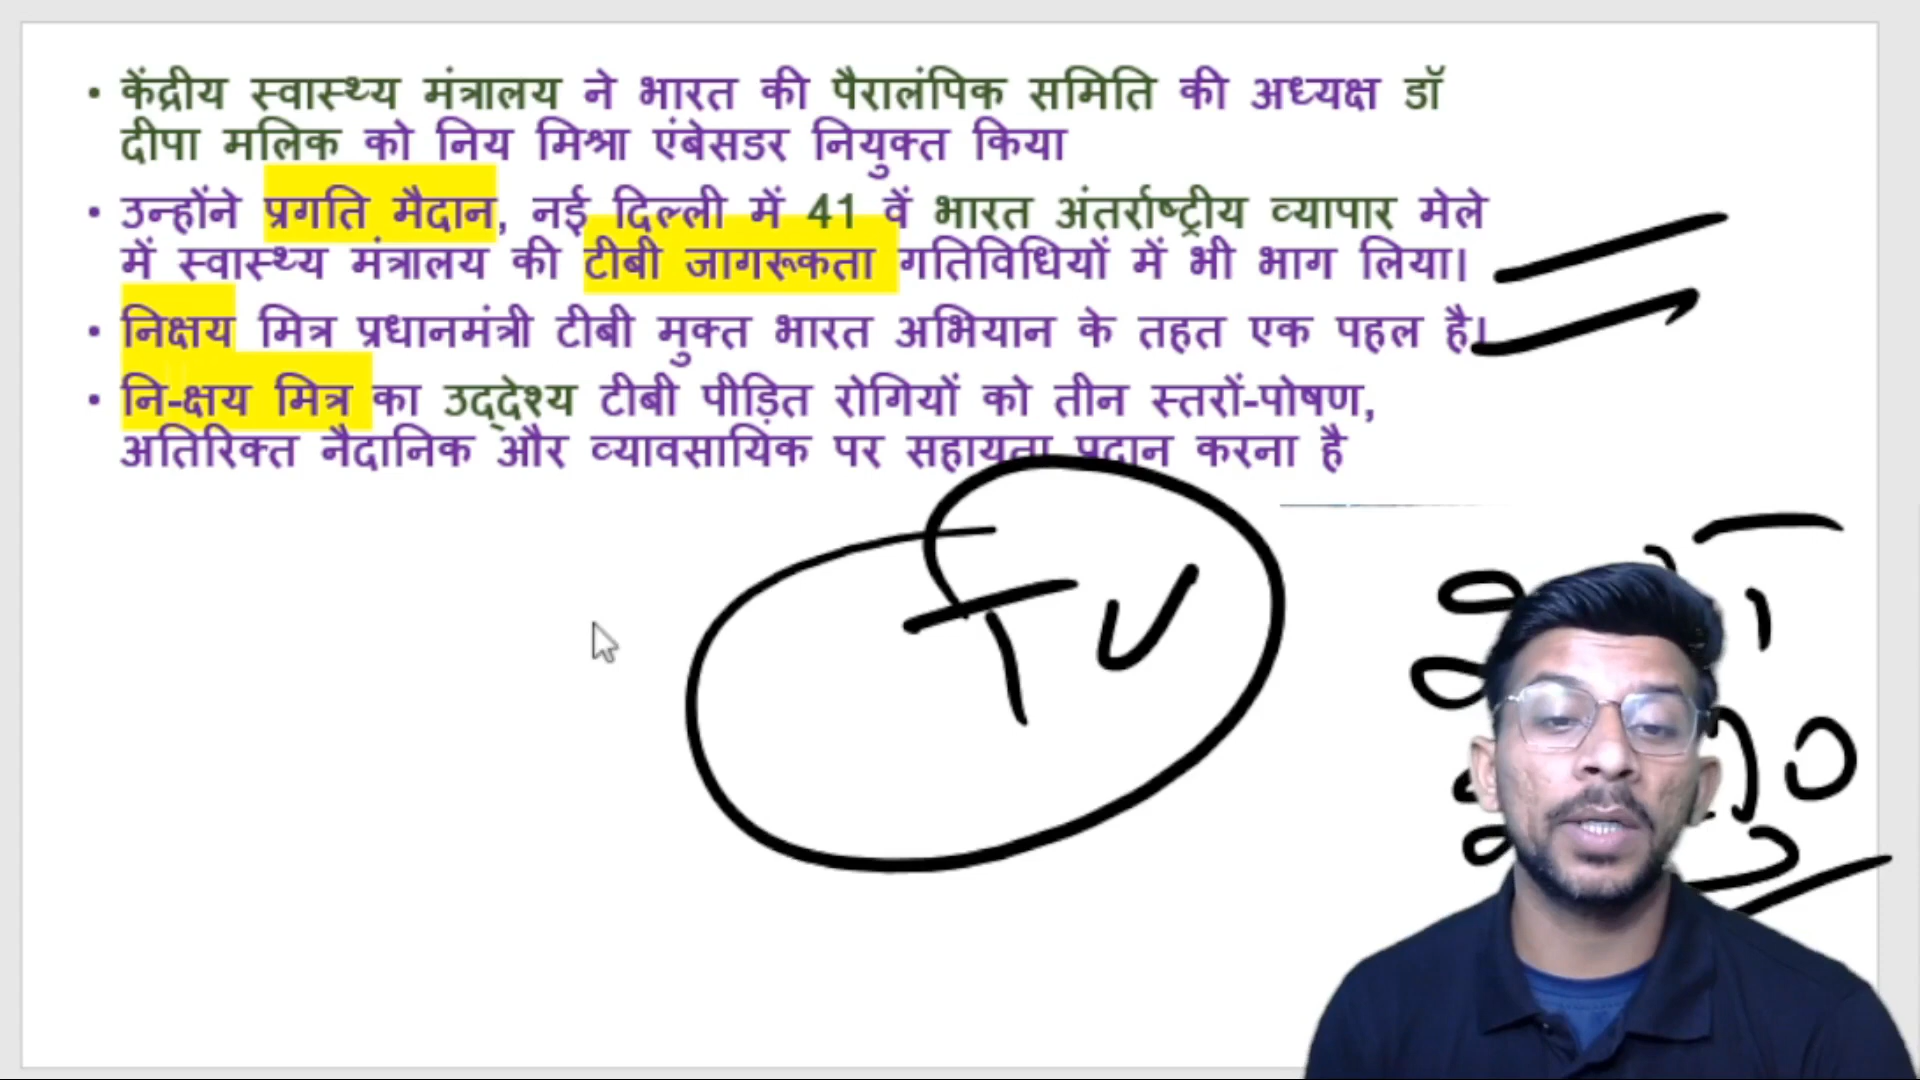 • केंद्रीय स्वास्थ्य मंत्रालय ने भारत की पैरालंपिक समिति की अध्यक्ष डॉ
दीपा मलिक को निय मिश्रा एंबेसडर नियुक्त किया
• उन्होंने प्रगति मैदान, नई दिल्ली में 41 वें भारत अंतर्राष्ट्रीय व्यापार मेले
में स्वास्थ्य मंत्रालय की टीबी जागरूकता गतिविधियों में भी भाग लिया।
• निक्षय मित्र प्रधानमंत्री टीबी मुक्त भारत अभियान के तहत एक पहल है।
• नि-क्षय मित्र का उद्देश्य टीबी पीड़ित रोगियों को तीन स्तरों-पोषण,
अतिरिक्त नैदानिक और व्यावसायिक पर सहायता प्रदान करना है